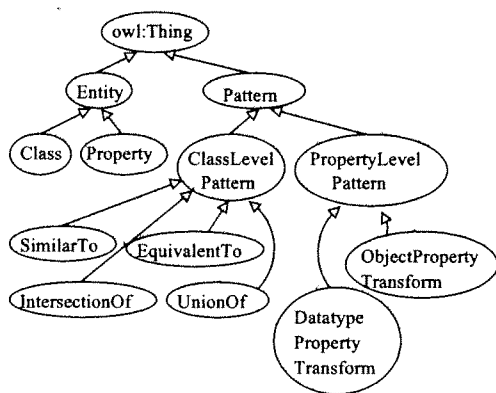 owl:Thing
Entity
Pattern
Class
Property
ClassLevel
Pattern
PropertyLevel
Pattern
SimilarTo
EquivalentTo
IntersectionOf
UnionOf
ObjectProperty
Transform
Datatype
Property
Transform